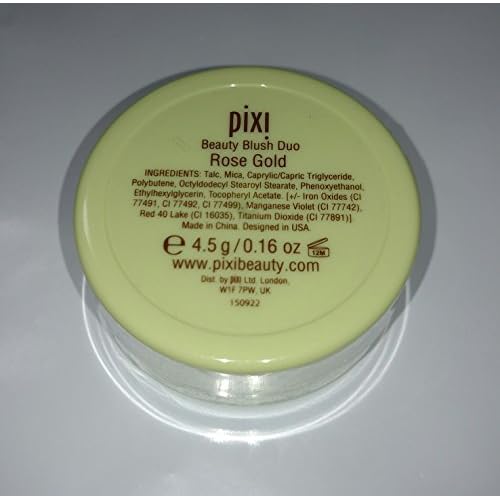 pixi
Beauty Blush Duo
Rose Gold
INGREDIENTS: Talc, Mica, Caprylic/Capric Triglyceride,
Polybutene, Octyldodecyl Stearoyl Stearate, Phenoxyethanol,
Ethylhexylglycerin, Tocopheryl Acetate. [+/- Iron Oxides (CI
77491, CI 77492, CI 77499), Manganese Violet (CI 77742),
Red 40 Lake (CI 16035), Titanium Dioxide (CI 77891)]
Made in China. Designed in USA.
℮ 4.5 g / 0.16 oz 12M
www.pixibeauty.com
Dist. by pixi Ltd. London,
W1F 7PW, UK
150922